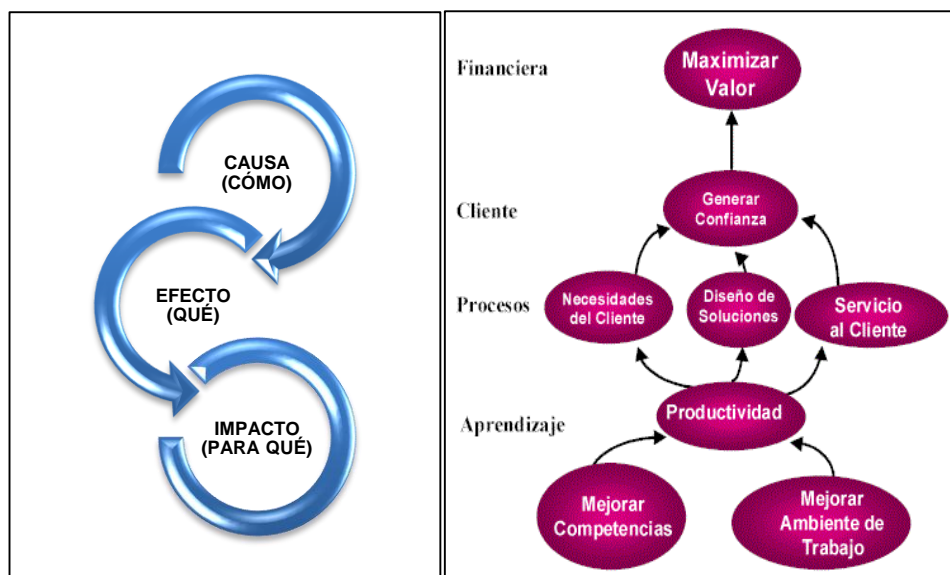 CAUSA
(CÓMO)
EFECTO
(QUÉ)
IMPACTO
(PARA QUÉ)
Financiera
Maximizar
Valor
Cliente
Generar
Confianza
Procesos
Necesidades
del Cliente
Diseño de
Soluciones
Servicio
al Cliente
Aprendizaje
Productividad
Mejorar
Competencias
Mejorar
Ambiente de
Trabajo